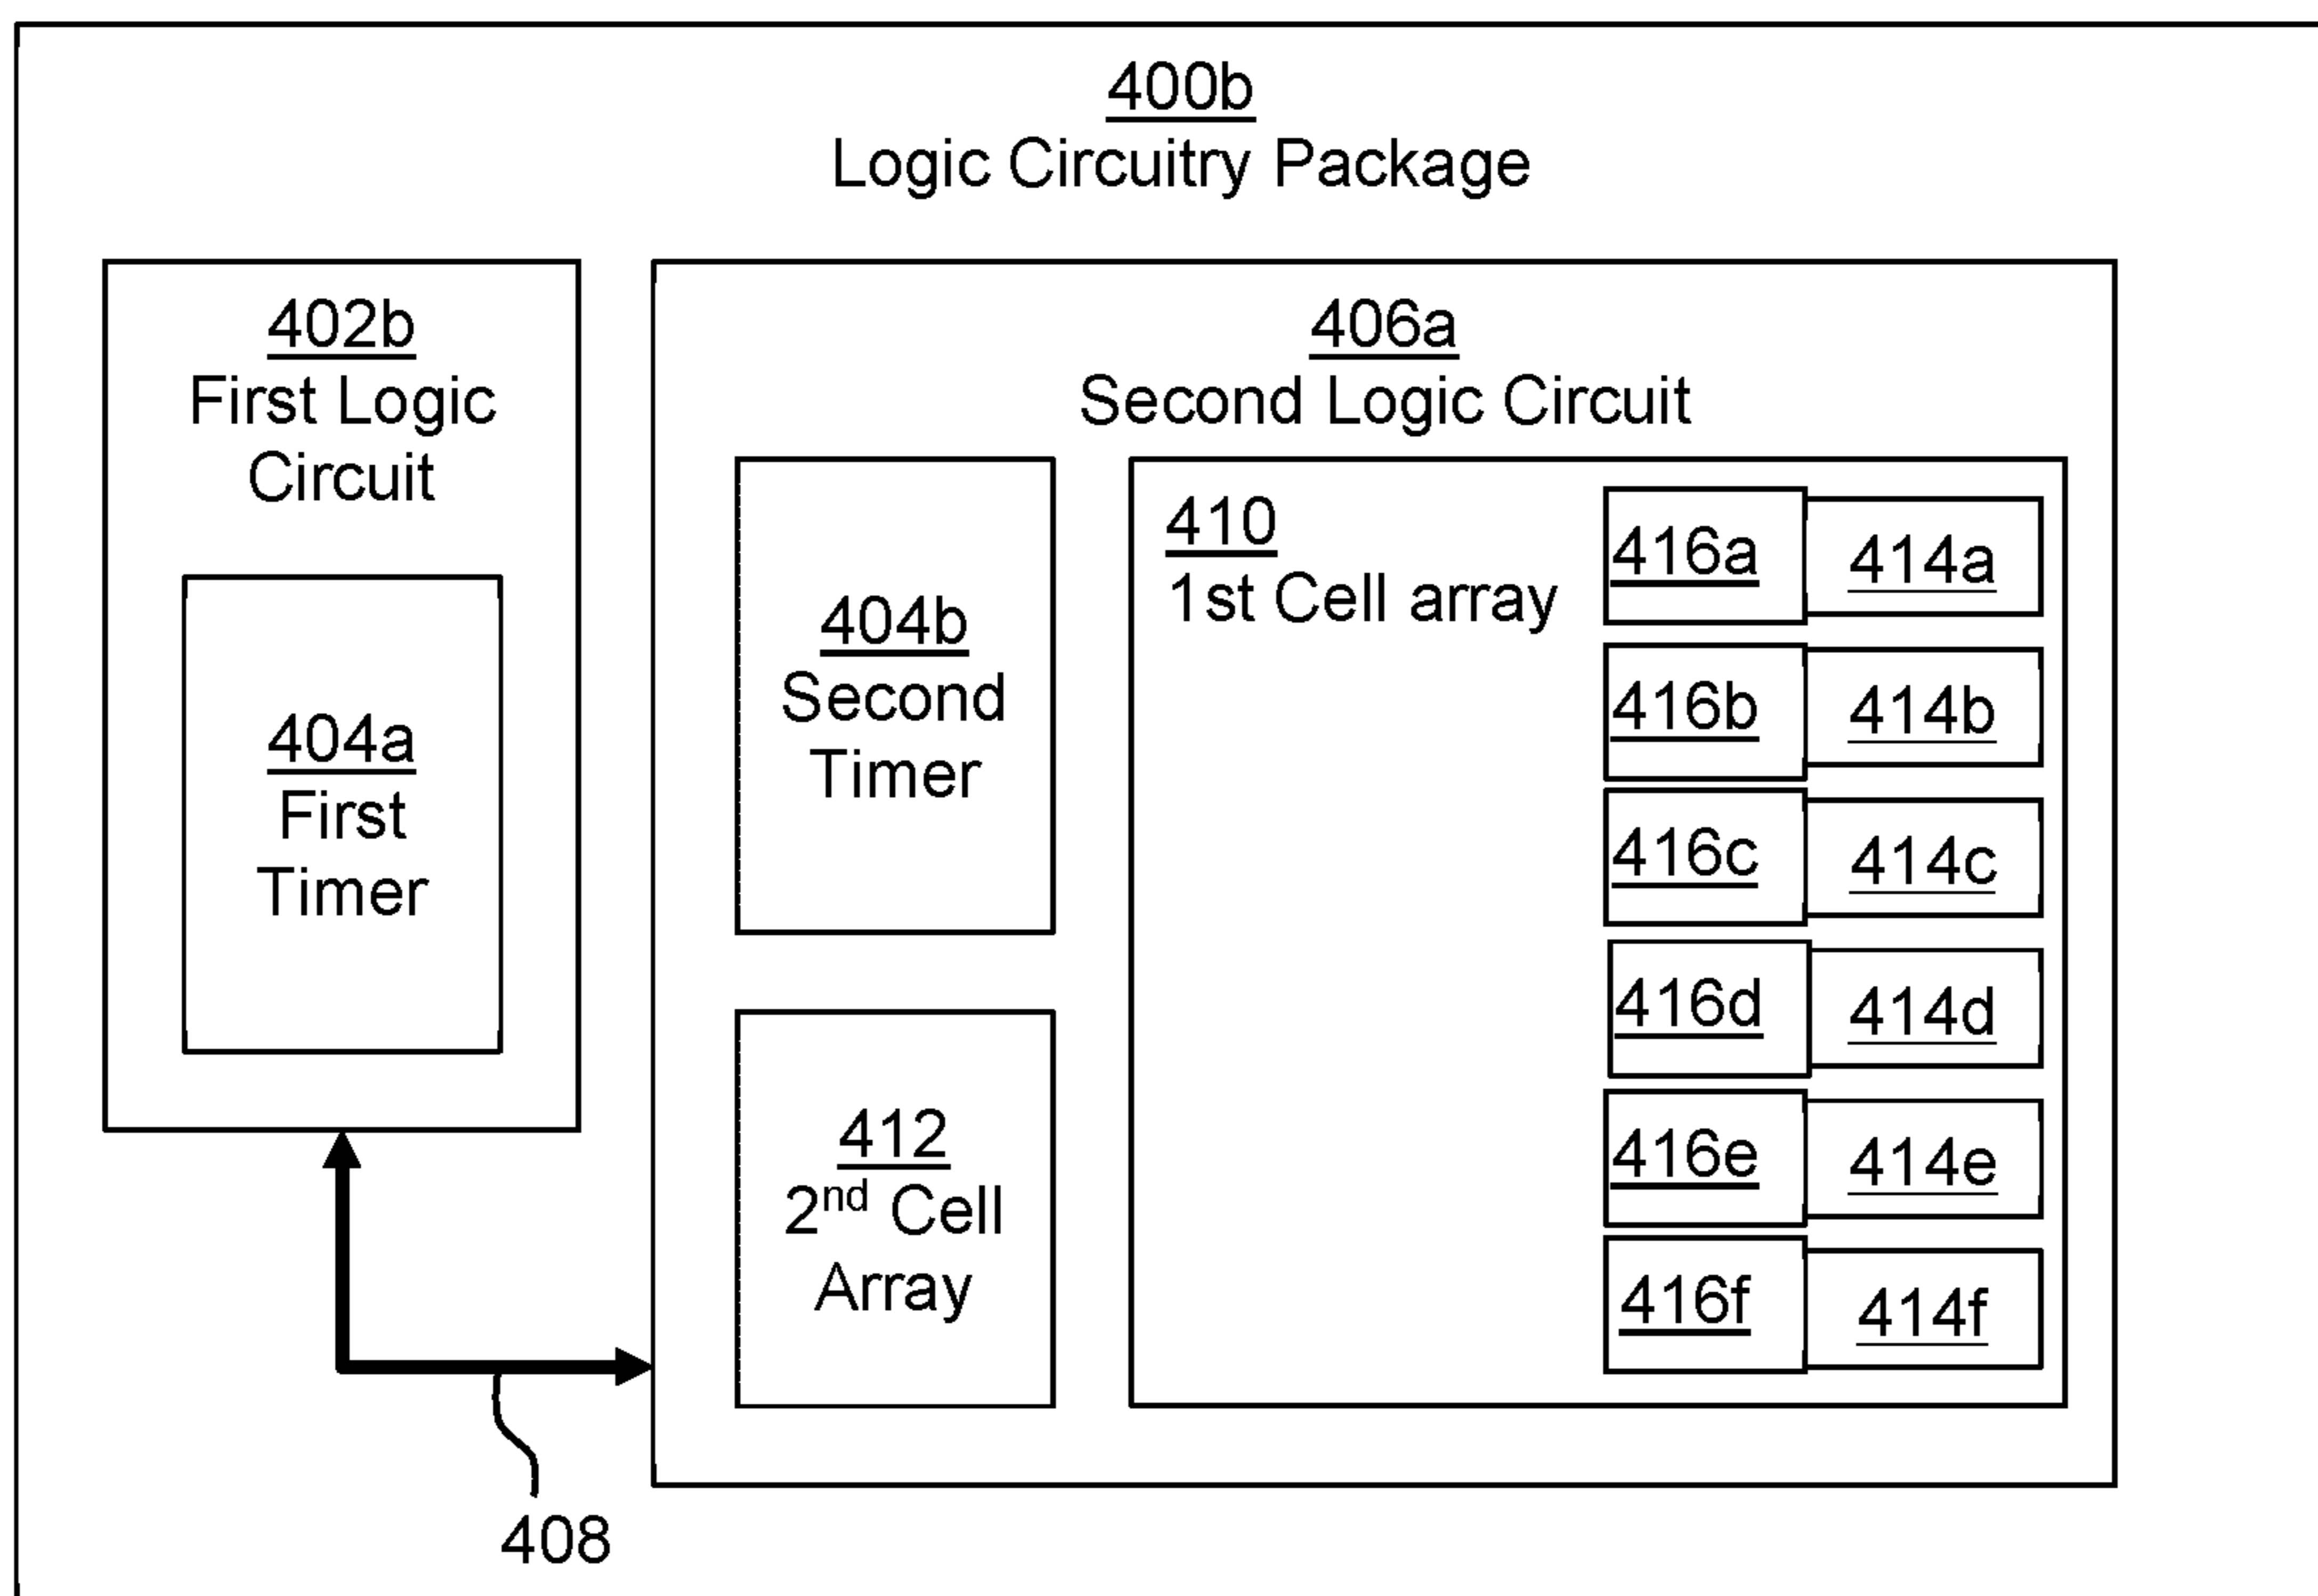 400b
Logic Circuitry Package
402b
First Logic
Circuit
404a
First
Timer
406a
Second Logic Circuit
404b
Second
Timer
412
2nd Cell
Array
410
1st Cell array
416a 414a
416b 414b
416c 414c
416d 414d
416e 414e
416f 414f
408